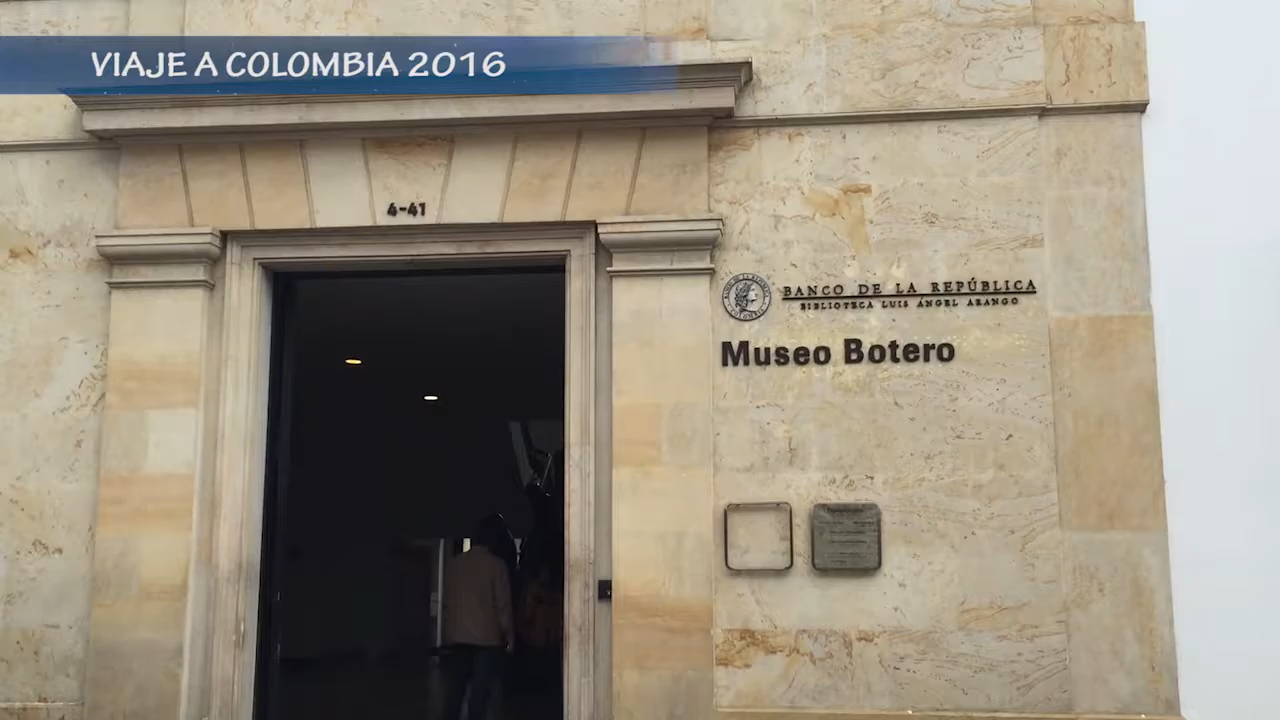 VIAJE A COLOMBIA 2016
4-41
BANCO DE LA REPÚBLICA
BIBLIOTECA LUIS ÁNGEL ARANGO
Museo Botero